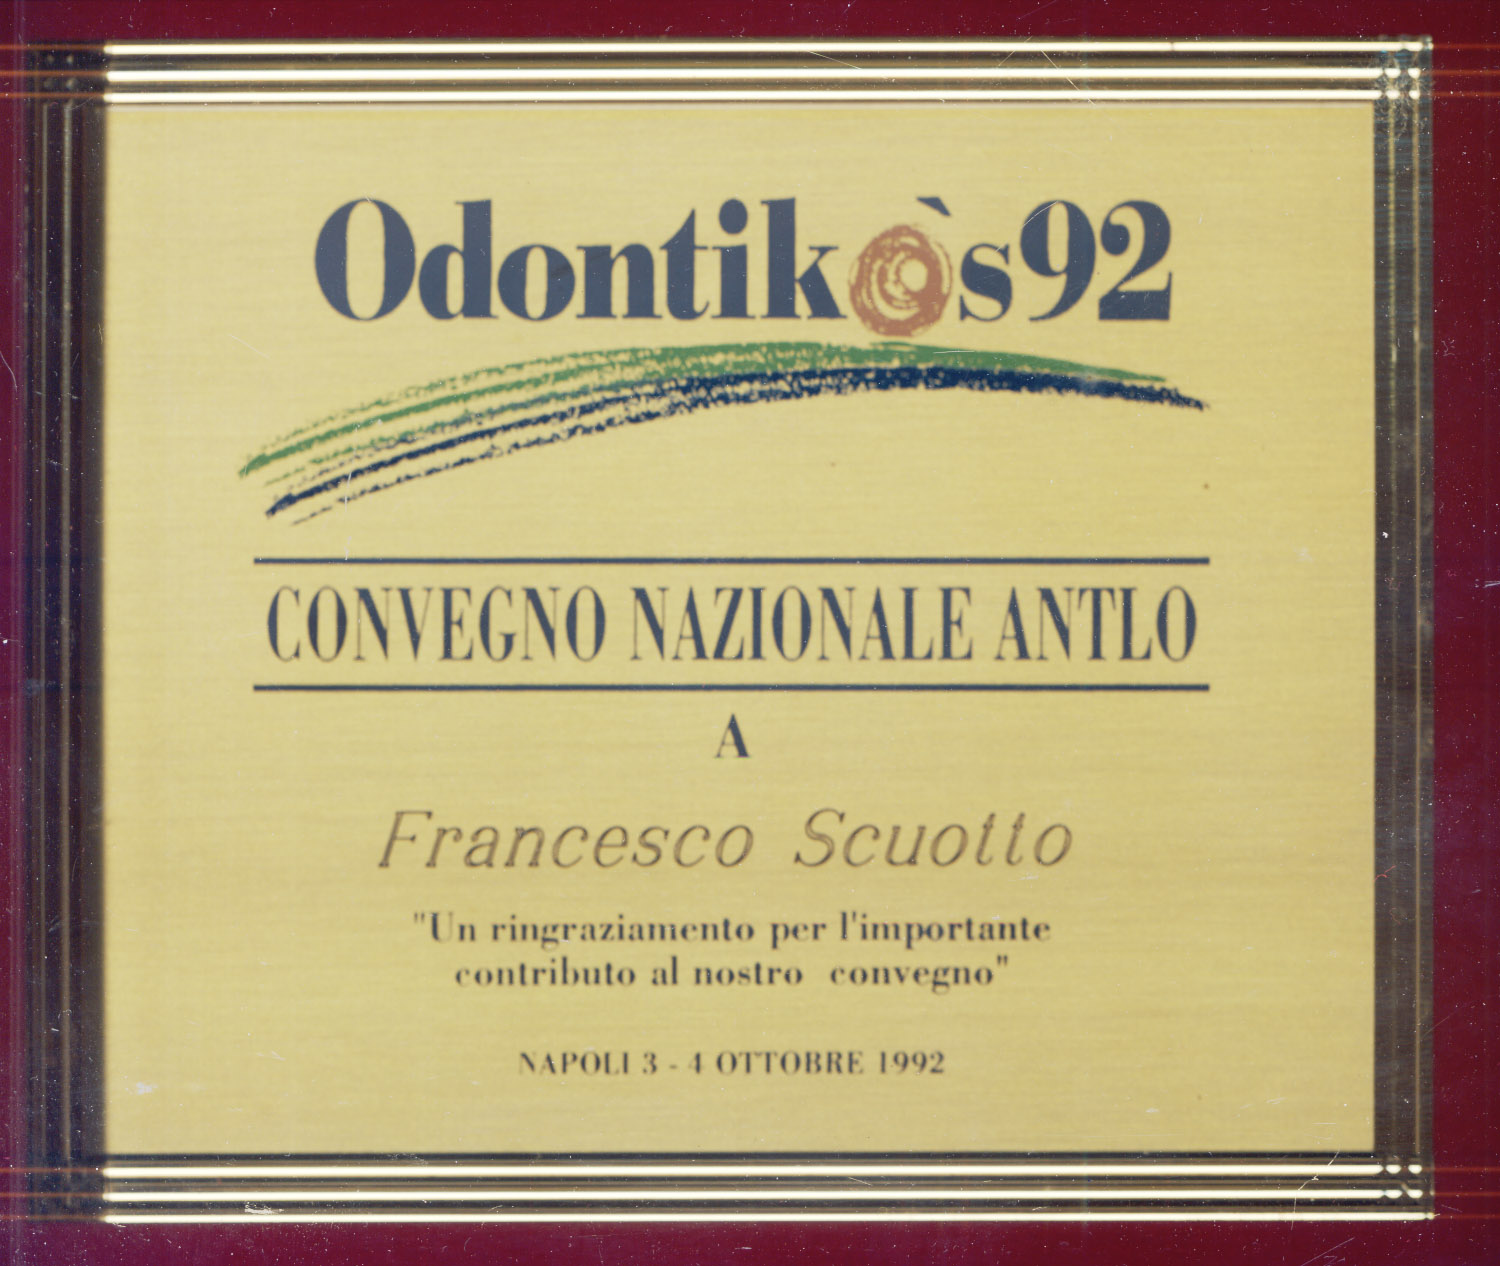 Odontikòs92
CONVEGNO NAZIONALE ANTLO
A
Francesco Scuotto
"Un ringraziamento per l'importante
contributo al nostro convegno"
NAPOLI 3 - 4 OTTOBRE 1992